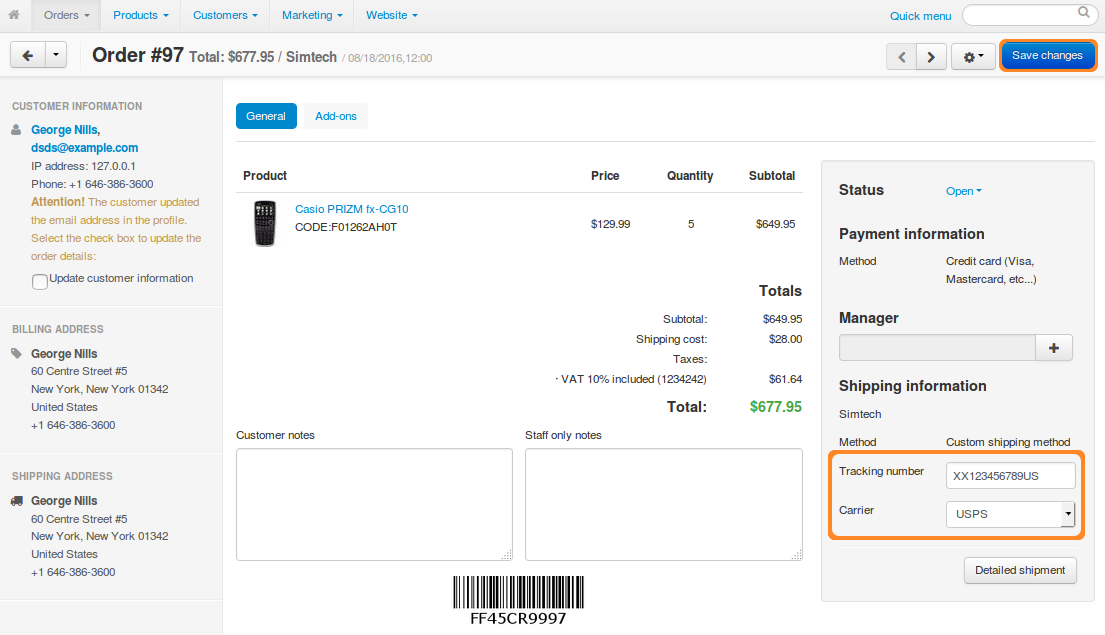 Orders
Products
Customers
Marketing
Website
Quick menu
Order #97 Total: $677.95 / Simtech / 08/18/2016,12:00
Save changes
CUSTOMER INFORMATION
George Nills,
dsds@example.com
IP address: 127.0.0.1
Phone: +1 646-386-3600
Attention! The customer updated
the email address in the profile.
Select the check box to update the
order details:
Update customer information
BILLING ADDRESS
George Nills
60 Centre Street #5
New York, New York 01342
United States
+1 646-386-3600
SHIPPING ADDRESS
George Nills
60 Centre Street #5
New York, New York 01342
United States
+1 646-386-3600
General
Add-ons
Product Price Quantity Subtotal
Casio PRIZM fx-CG10
CODE:F01262AH0T
$129.99 5 $649.95
Totals
Subtotal: $649.95
Shipping cost: $28.00
Taxes:
· VAT 10% included (1234242) $61.64
Total: $677.95
Customer notes
Staff only notes
FF45CR9997
Status Open
Payment information
Method Credit card (Visa,
Mastercard, etc...)
Manager
Shipping information
Simtech
Method Custom shipping method
Tracking number XX123456789US
Carrier USPS
Detailed shipment